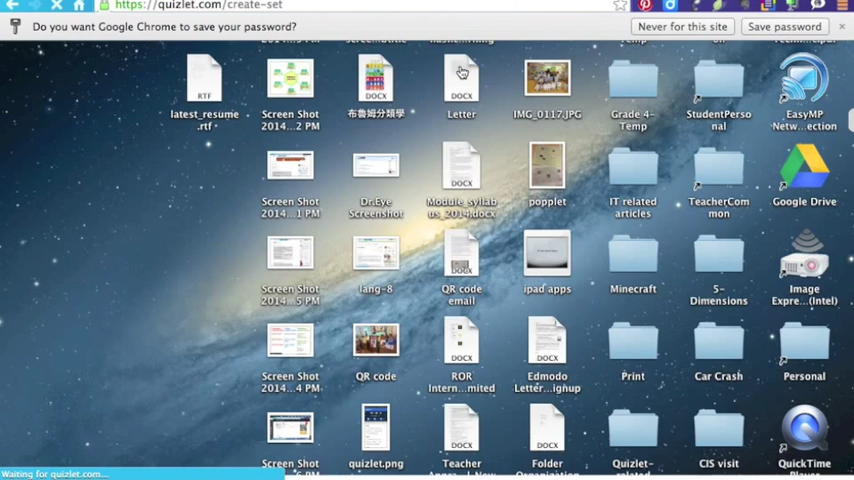 https://quizlet.com/create-set
Do you want Google Chrome to save your password?
Never for this site
Save password
RTF
DOCX
DOCX
latest_resume
.rtf
Screen Shot
2014...2 PM
布魯姆分類學
Letter
IMG_0117.JPG
Grade 4-
Temp
StudentPerso
nal
EasyMP
Netw...ection
Screen Shot
2014...1 PM
Dr.Eye
Screenshot
Module_syllab
us_2014.docx
popplet
IT related
articles
TeacherCom
mon
Google Drive
DOCX
Screen Shot
2014...5 PM
lang-8
QR code
email
ipad apps
Minecraft
5-
Dimensions
Image
Expre...(Intel)
DOCX
DOCX
Screen Shot
2014...4 PM
QR code
ROR
Intern...mited
Edmodo
Letter...ignup
Print
Car Crash
Personal
DOCX
DOCX
Screen Shot
quizlet.png
Teacher
Folder
Quizlet-
CIS visit
QuickTime
Waiting for quizlet.com...